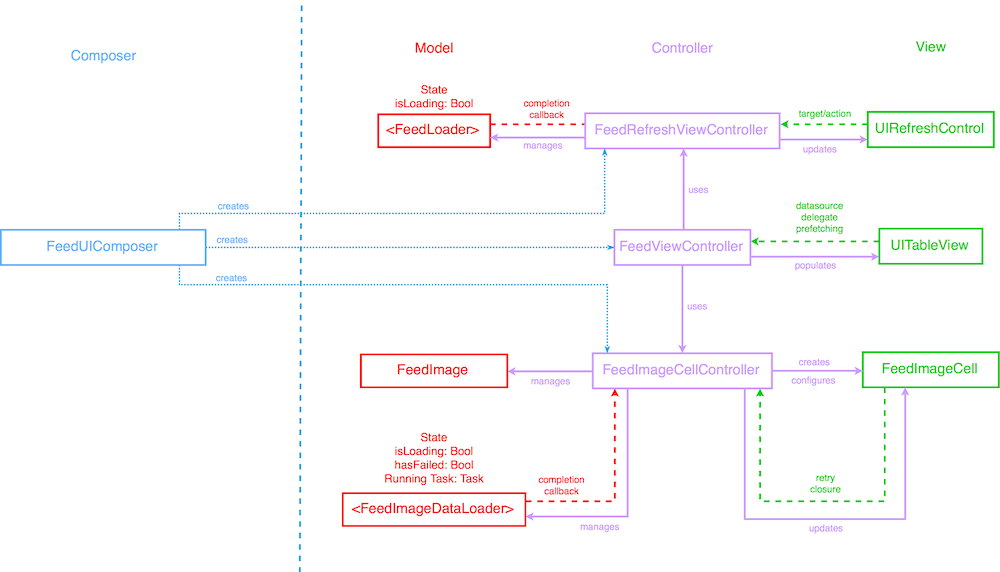 Composer
Model
Controller
View
State
isLoading: Bool
<FeedLoader>
completion
callback
manages
FeedRefreshViewController
target/action
updates
UIRefreshControl
creates
uses
datasource
delegate
prefetching
FeedUIComposer
creates
FeedViewController
populates
UITableView
creates
uses
FeedImage
manages
FeedImageCellController
creates
configures
FeedImageCell
State
isLoading: Bool
hasFailed: Bool
Running Task: Task
<FeedImageDataLoader>
completion
callback
manages
retry
closure
updates